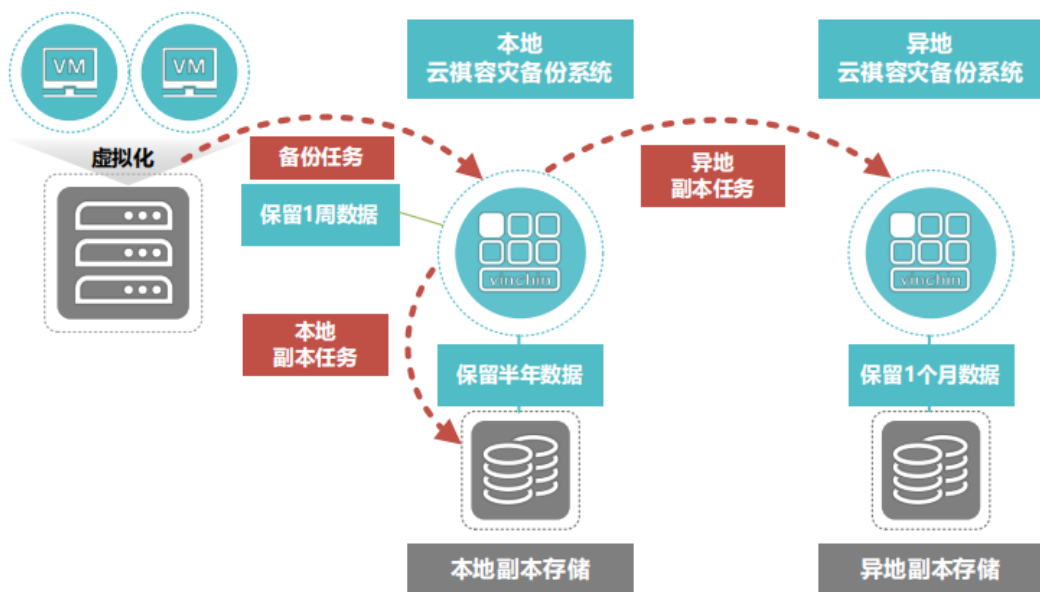 VM
VM
本地
云祺容灾备份系统
异地
云祺容灾备份系统
虚拟化
备份任务
异地
副本任务
保留1周数据
vinchin
vinchin
本地
副本任务
保留半年数据
保留1个月数据
本地副本存储
异地副本存储